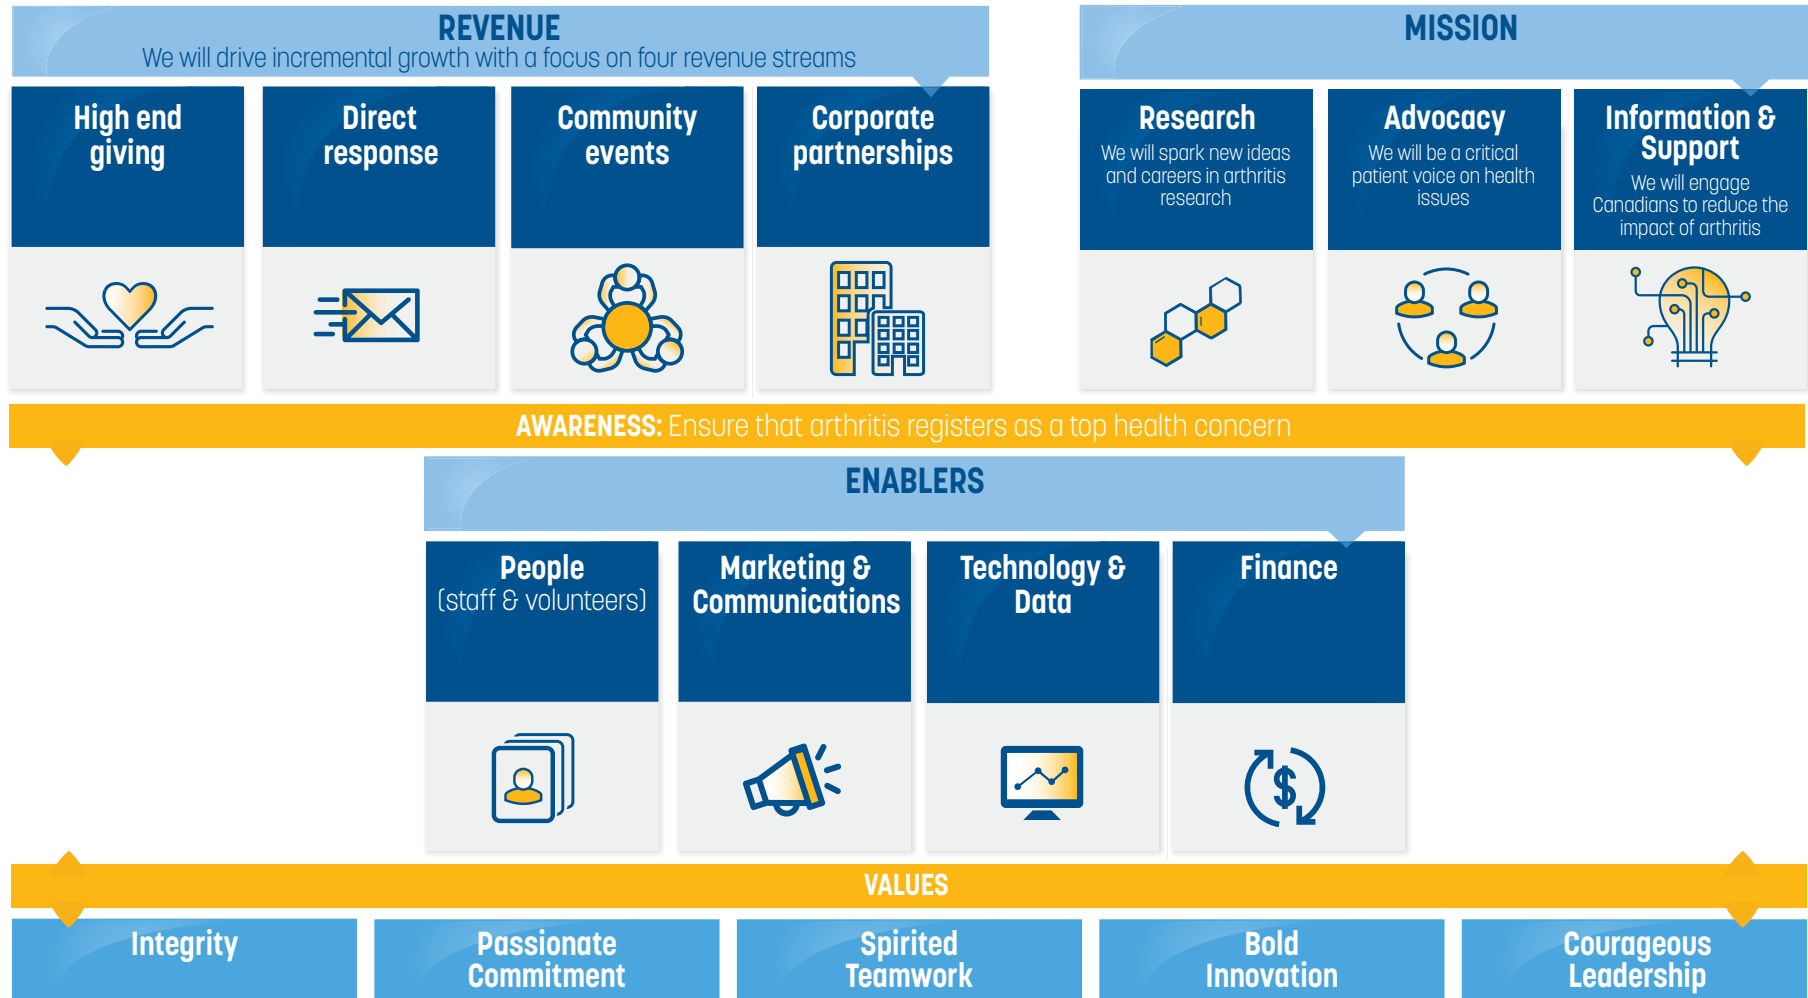 REVENUE
We will drive incremental growth with a focus on four revenue streams
High end
giving
Direct
response
Community
events
Corporate
partnerships
MISSION
Research
We will spark new ideas
and careers in arthritis
research
Advocacy
We will be a critical
patient voice on health
issues
Information &
Support
We will engage
Canadians to reduce the
impact of arthritis
AWARENESS: Ensure that arthritis registers as a top health concern
ENABLERS
People
(staff & volunteers)
Marketing &
Communications
Technology &
Data
Finance
$
VALUES
Integrity
Passionate
Commitment
Spirited
Teamwork
Bold
Innovation
Courageous
Leadership